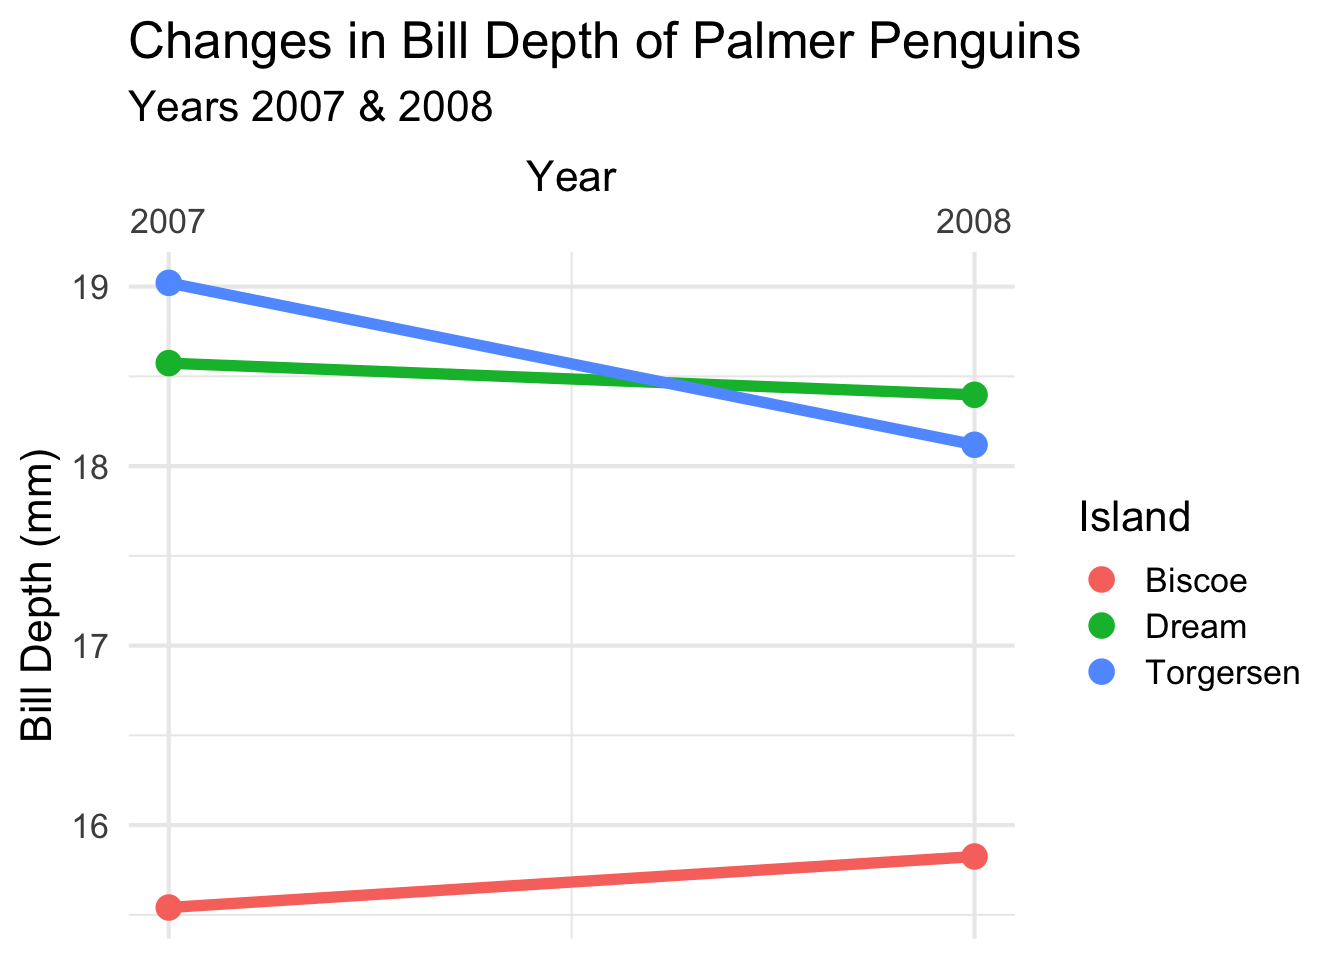 Changes in Bill Depth of Palmer Penguins
Years 2007 & 2008
Year
2007 2008
19
18
17
16
Bill Depth (mm)
Island
Biscoe
Dream
Torgersen